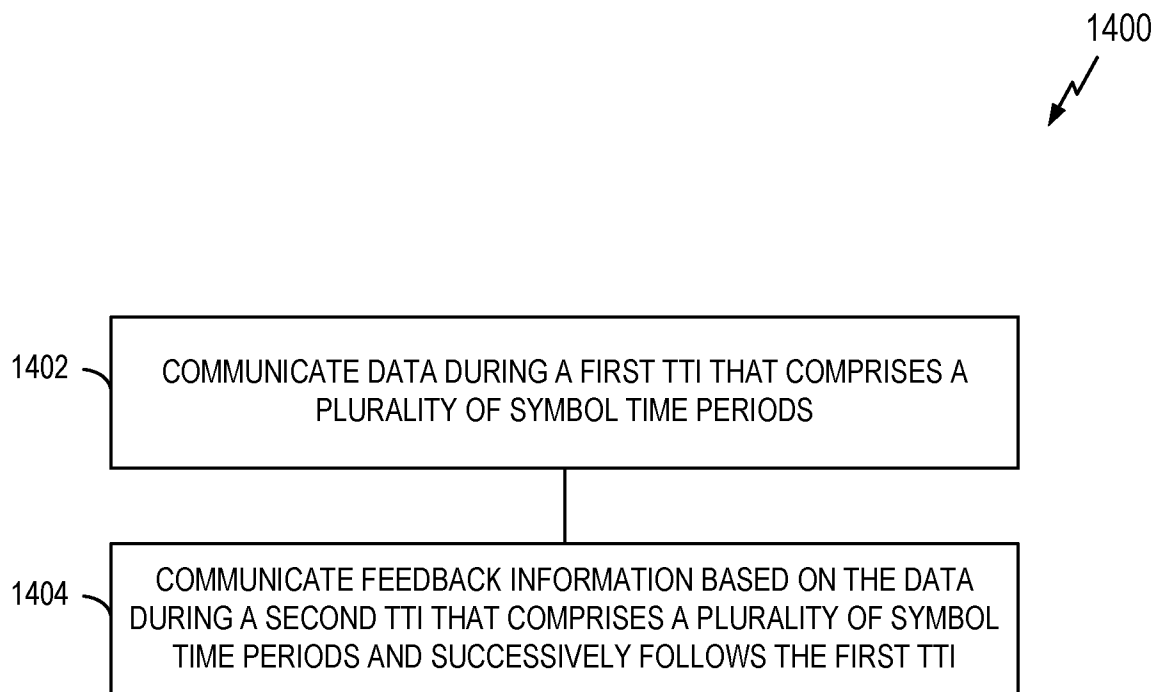 1400
1402
COMMUNICATE DATA DURING A FIRST TTI THAT COMPRISES A
PLURALITY OF SYMBOL TIME PERIODS
1404
COMMUNICATE FEEDBACK INFORMATION BASED ON THE DATA
DURING A SECOND TTI THAT COMPRISES A PLURALITY OF SYMBOL
TIME PERIODS AND SUCCESSIVELY FOLLOWS THE FIRST TTI